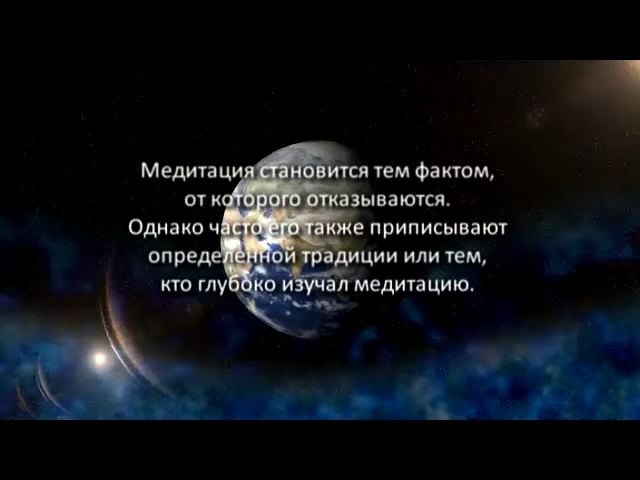 Медитация становится тем фактом,
от которого отказываются.
Однако часто его также приписывают
определенной традиции или тем,
кто глубоко изучал медитацию.